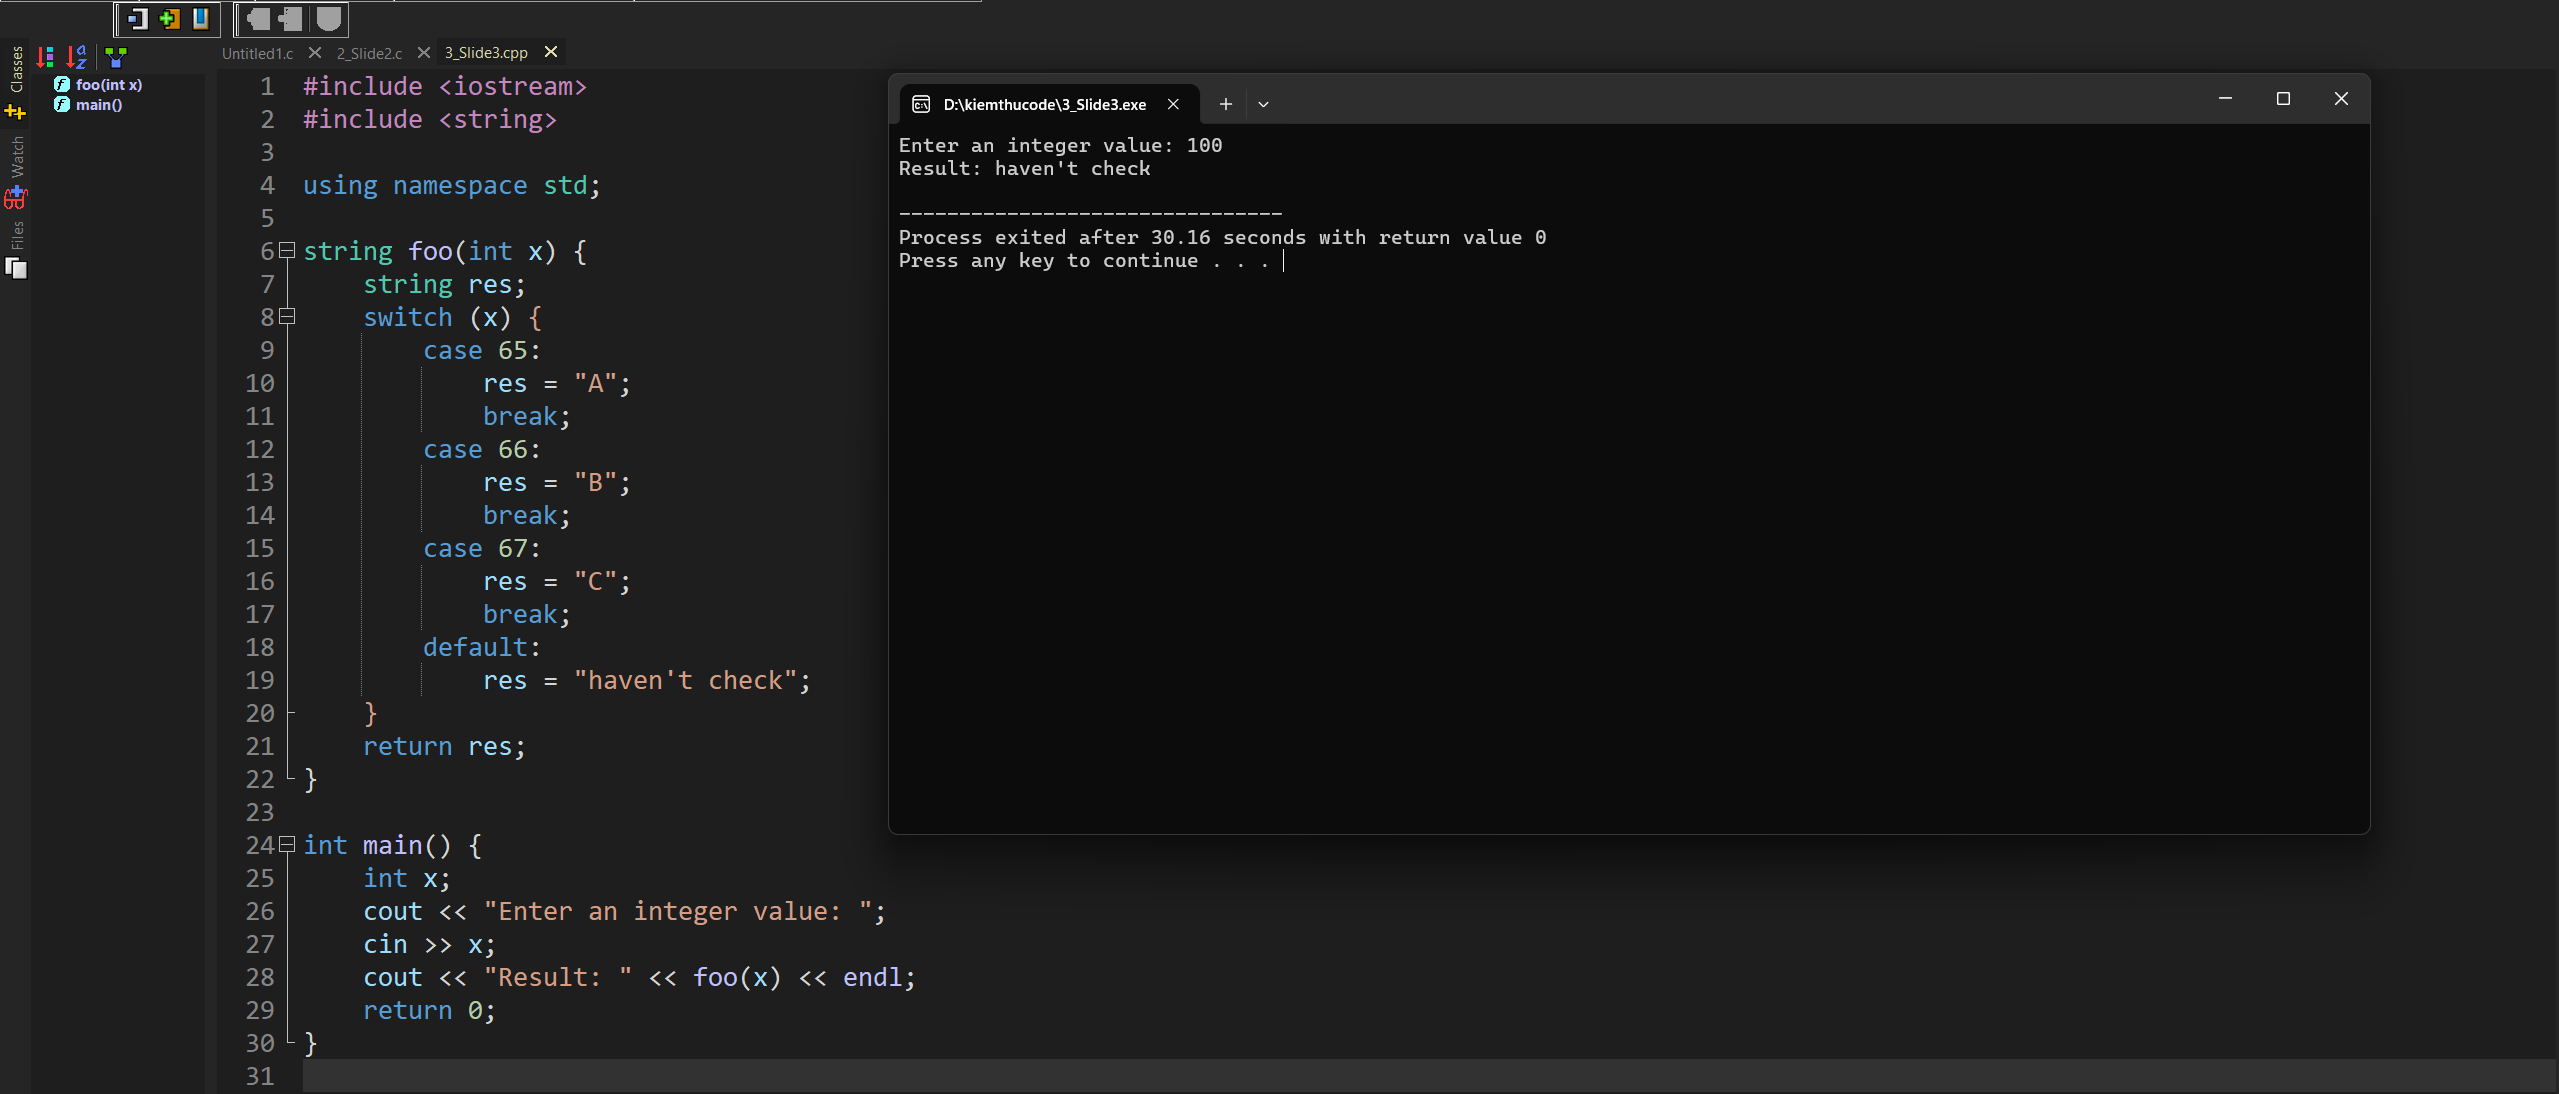 Classes
Watch
Files
foo(int x)
main()
Untitled1.c
2_Slide2.c
3_Slide3.cpp
1 #include <iostream>
2 #include <string>
3
4 using namespace std;
5
6 string foo(int x) {
7 string res;
8 switch (x) {
9 case 65:
10 res = "A";
11 break;
12 case 66:
13 res = "B";
14 break;
15 case 67:
16 res = "C";
17 break;
18 default:
19 res = "haven't check";
20 }
21 return res;
22 }
23
24 int main() {
25 int x;
26 cout << "Enter an integer value: ";
27 cin >> x;
28 cout << "Result: " << foo(x) << endl;
29 return 0;
30 }
31
D:\kiemthucode\3_Slide3.exe
Enter an integer value: 100
Result: haven't check
--------------------------------
Process exited after 30.16 seconds with return value 0
Press any key to continue . . .